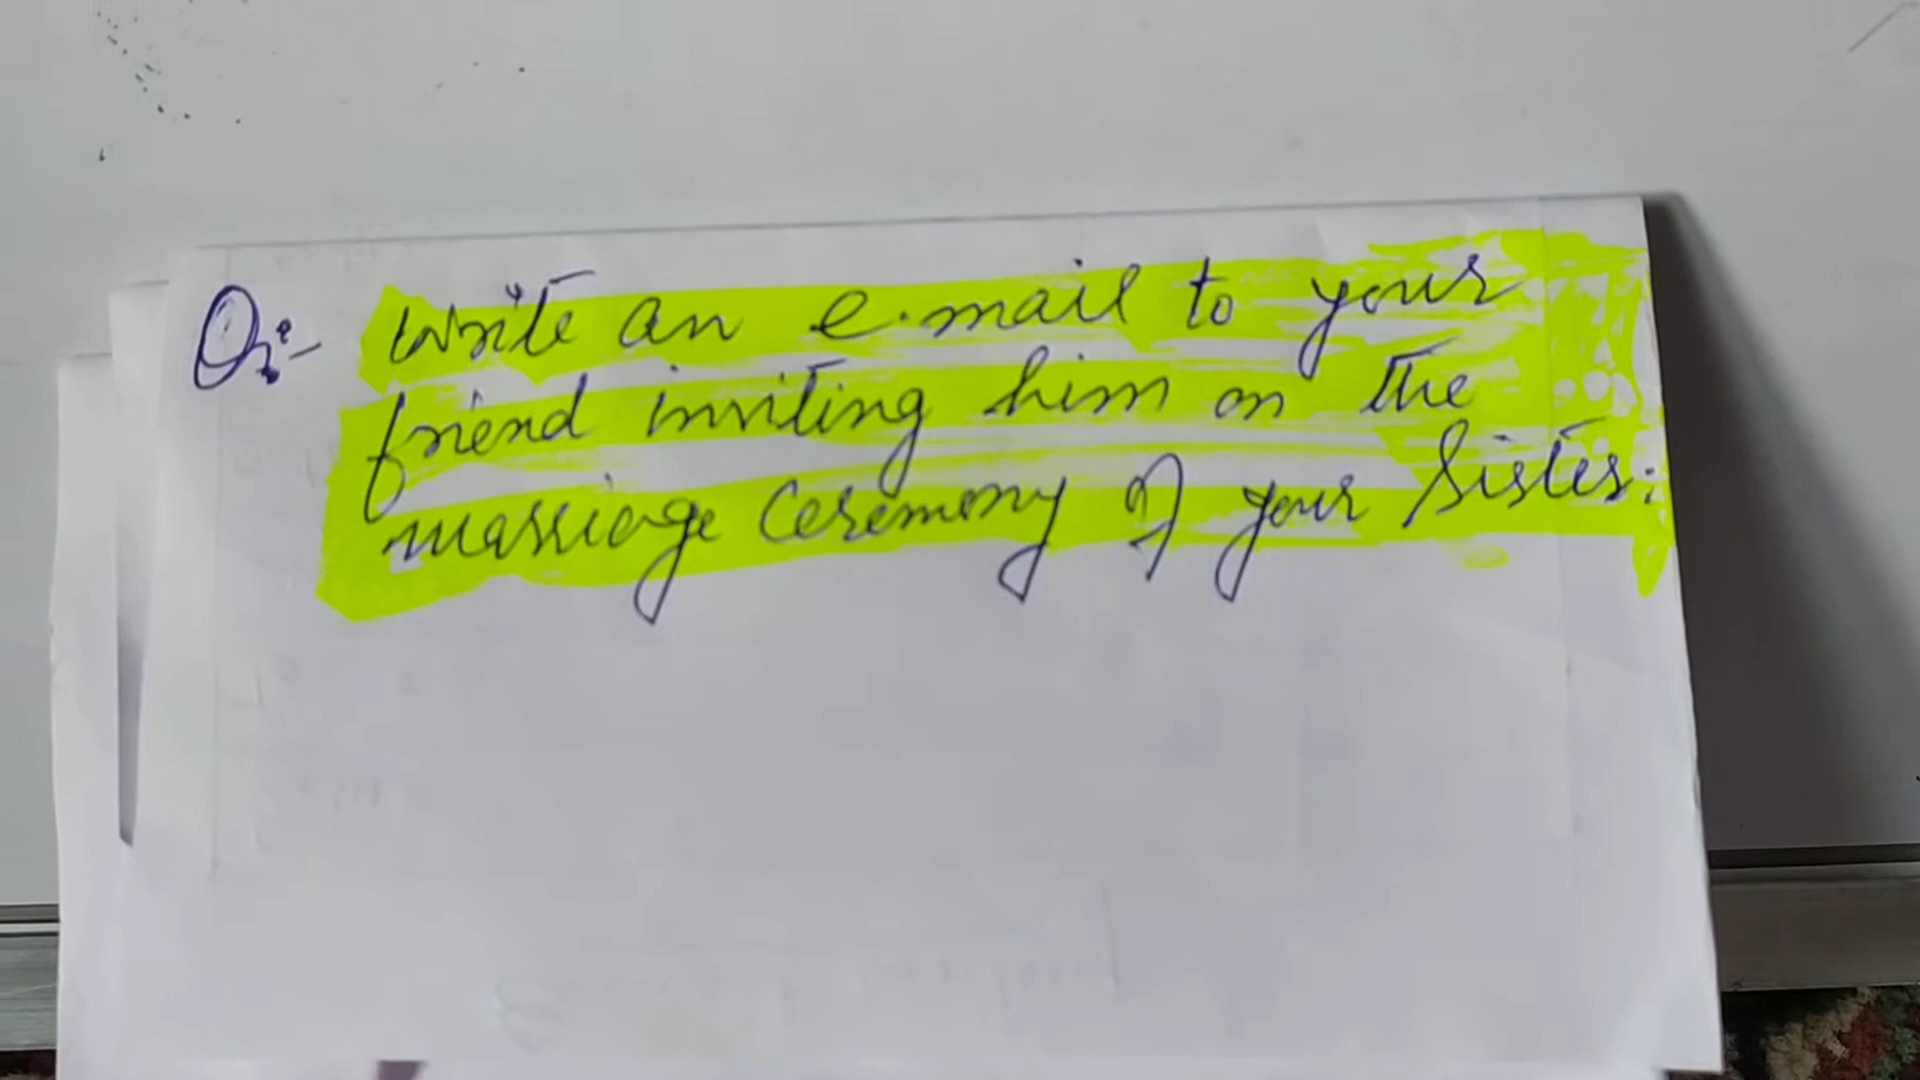 Q:- Write an e.mail to your
friend inviting him on the
marriage Ceremony of your Sister.